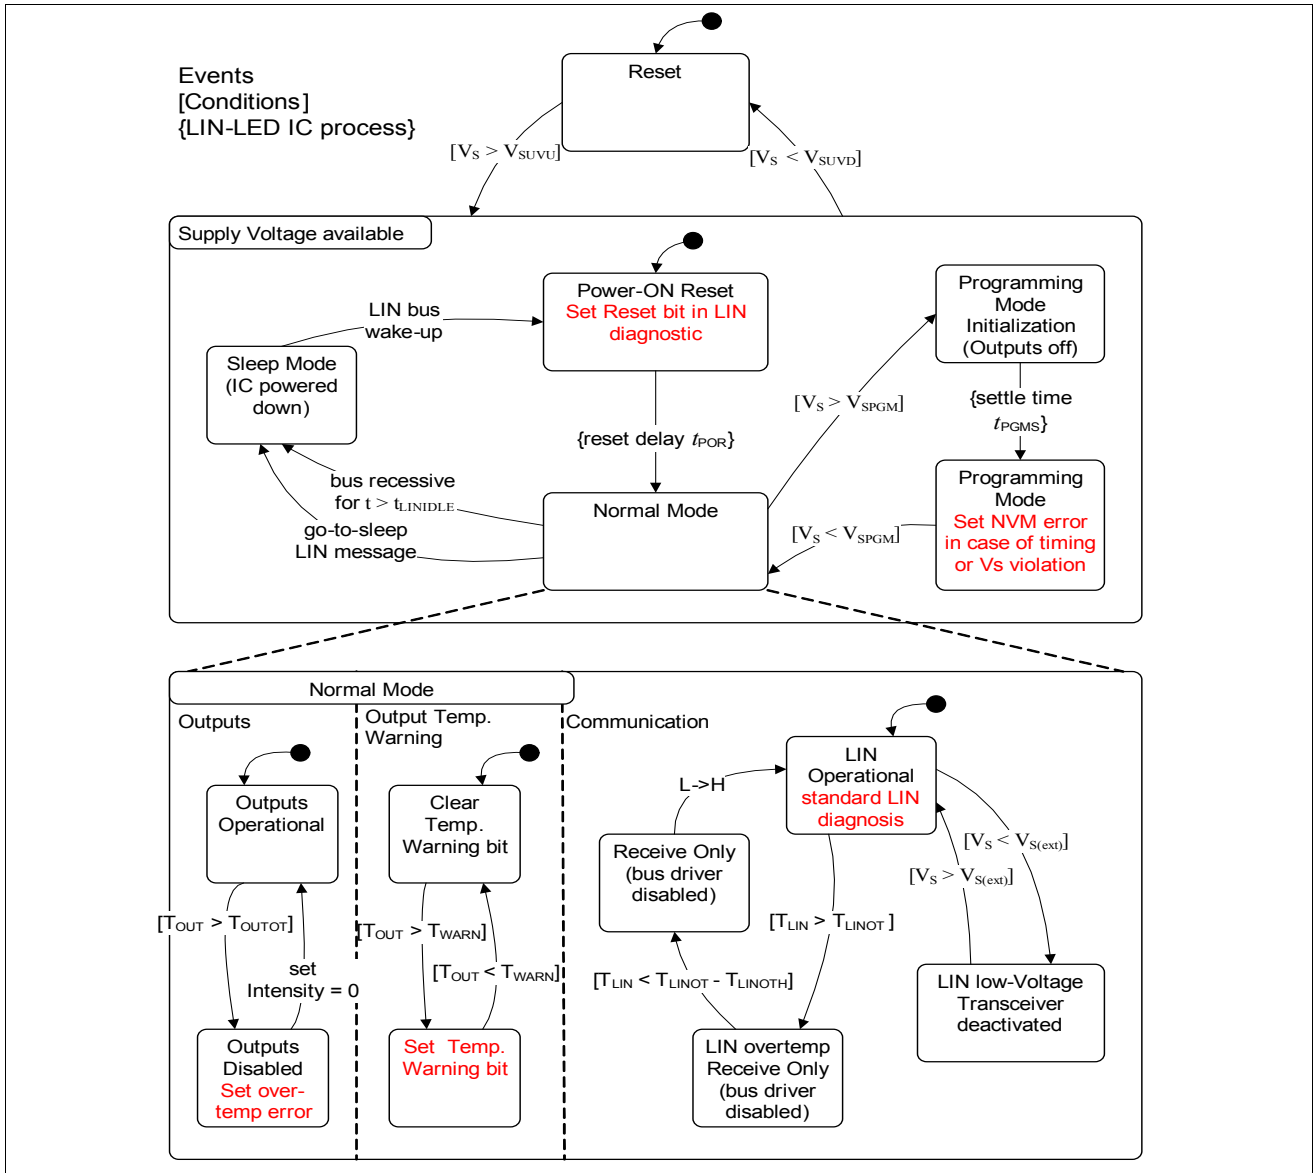 Events
[Conditions]
{LIN-LED IC process}
Reset
[VS > VSUVU]
[VS < VSUVD]
Supply Voltage available
Power-ON Reset
Set Reset bit in LIN
diagnostic
LIN bus
wake-up
Sleep Mode
(IC powered
down)
Programming
Mode
Initialization
(Outputs off)
[VS > VSPGM]
{settle time
tPGMS}
{reset delay tPOR}
bus recessive
for t > tLINIDLE
go-to-sleep
LIN message
Normal Mode
[VS < VSPGM]
Programming
Mode
Set NVM error
in case of timing
or Vs violation
Normal Mode
Outputs
Output Temp.
Warning
Communication
Outputs
Operational
[TOUT > TOUTOT]
set
Intensity = 0
Outputs
Disabled
Set over-
temp error
Clear
Temp.
Warning bit
[TOUT > TWARN]
[TOUT < TWARN]
Set Temp.
Warning bit
LIN
Operational
standard LIN
diagnosis
L->H
Receive Only
(bus driver
disabled)
[VS < VS(ext)]
[VS > VS(ext)]
[TLIN > TLINOT ]
[TLIN < TLINOT - TLINOTH]
LIN overtemp
Receive Only
(bus driver
disabled)
LIN low-Voltage
Transceiver
deactivated